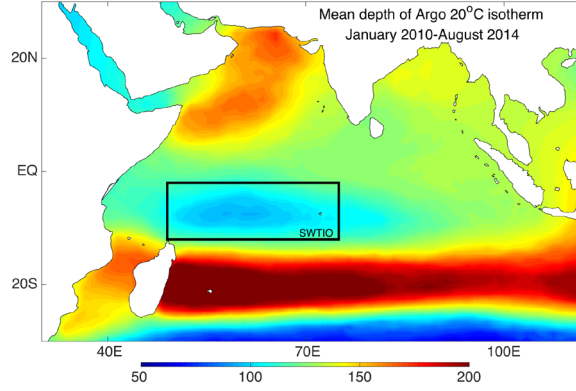 Mean depth of Argo 20°C isotherm
January 2010-August 2014
20N
EQ
SWTIO
20S
40E 70E 100E
50 100 150 200